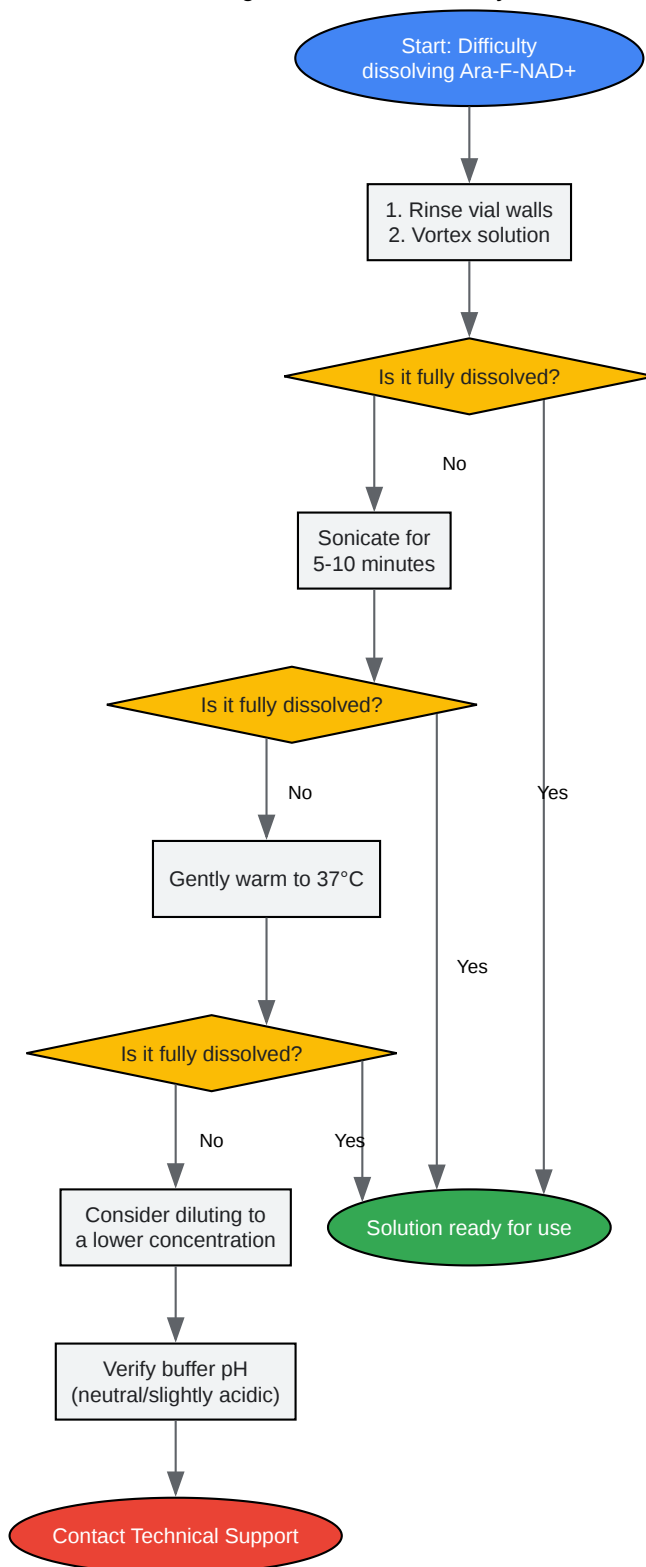 Start: Difficulty
dissolving Ara-F-NAD+
1. Rinse vial walls
2. Vortex solution
Is it fully dissolved?
No
Sonicate for
5-10 minutes
Is it fully dissolved?
No
Yes
Gently warm to 37°C
Yes
Is it fully dissolved?
No
Yes
Consider diluting to
a lower concentration
Solution ready for use
Verify buffer pH
(neutral/slightly acidic)
Contact Technical Support